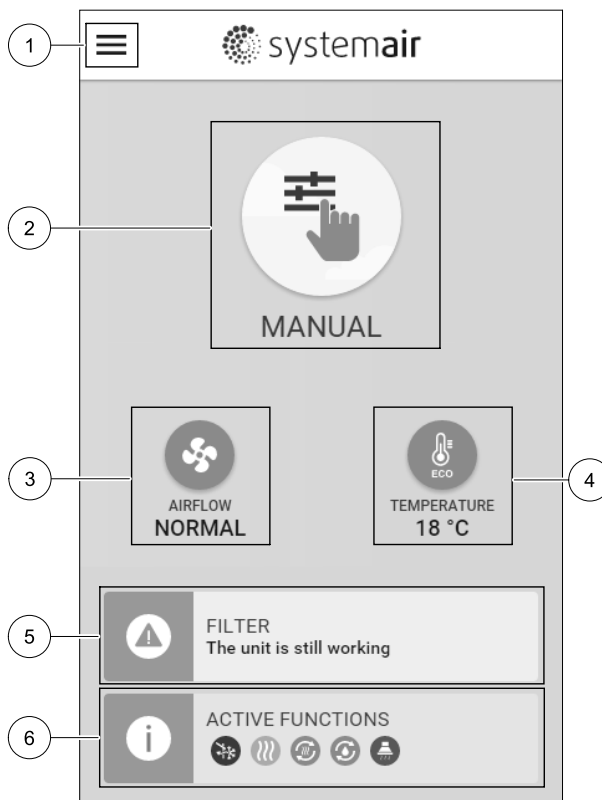 1
systemair
2
MANUAL
3
AIRFLOW
NORMAL
4
ECO
TEMPERATURE
18 °C
5
FILTER
The unit is still working
6
ACTIVE FUNCTIONS